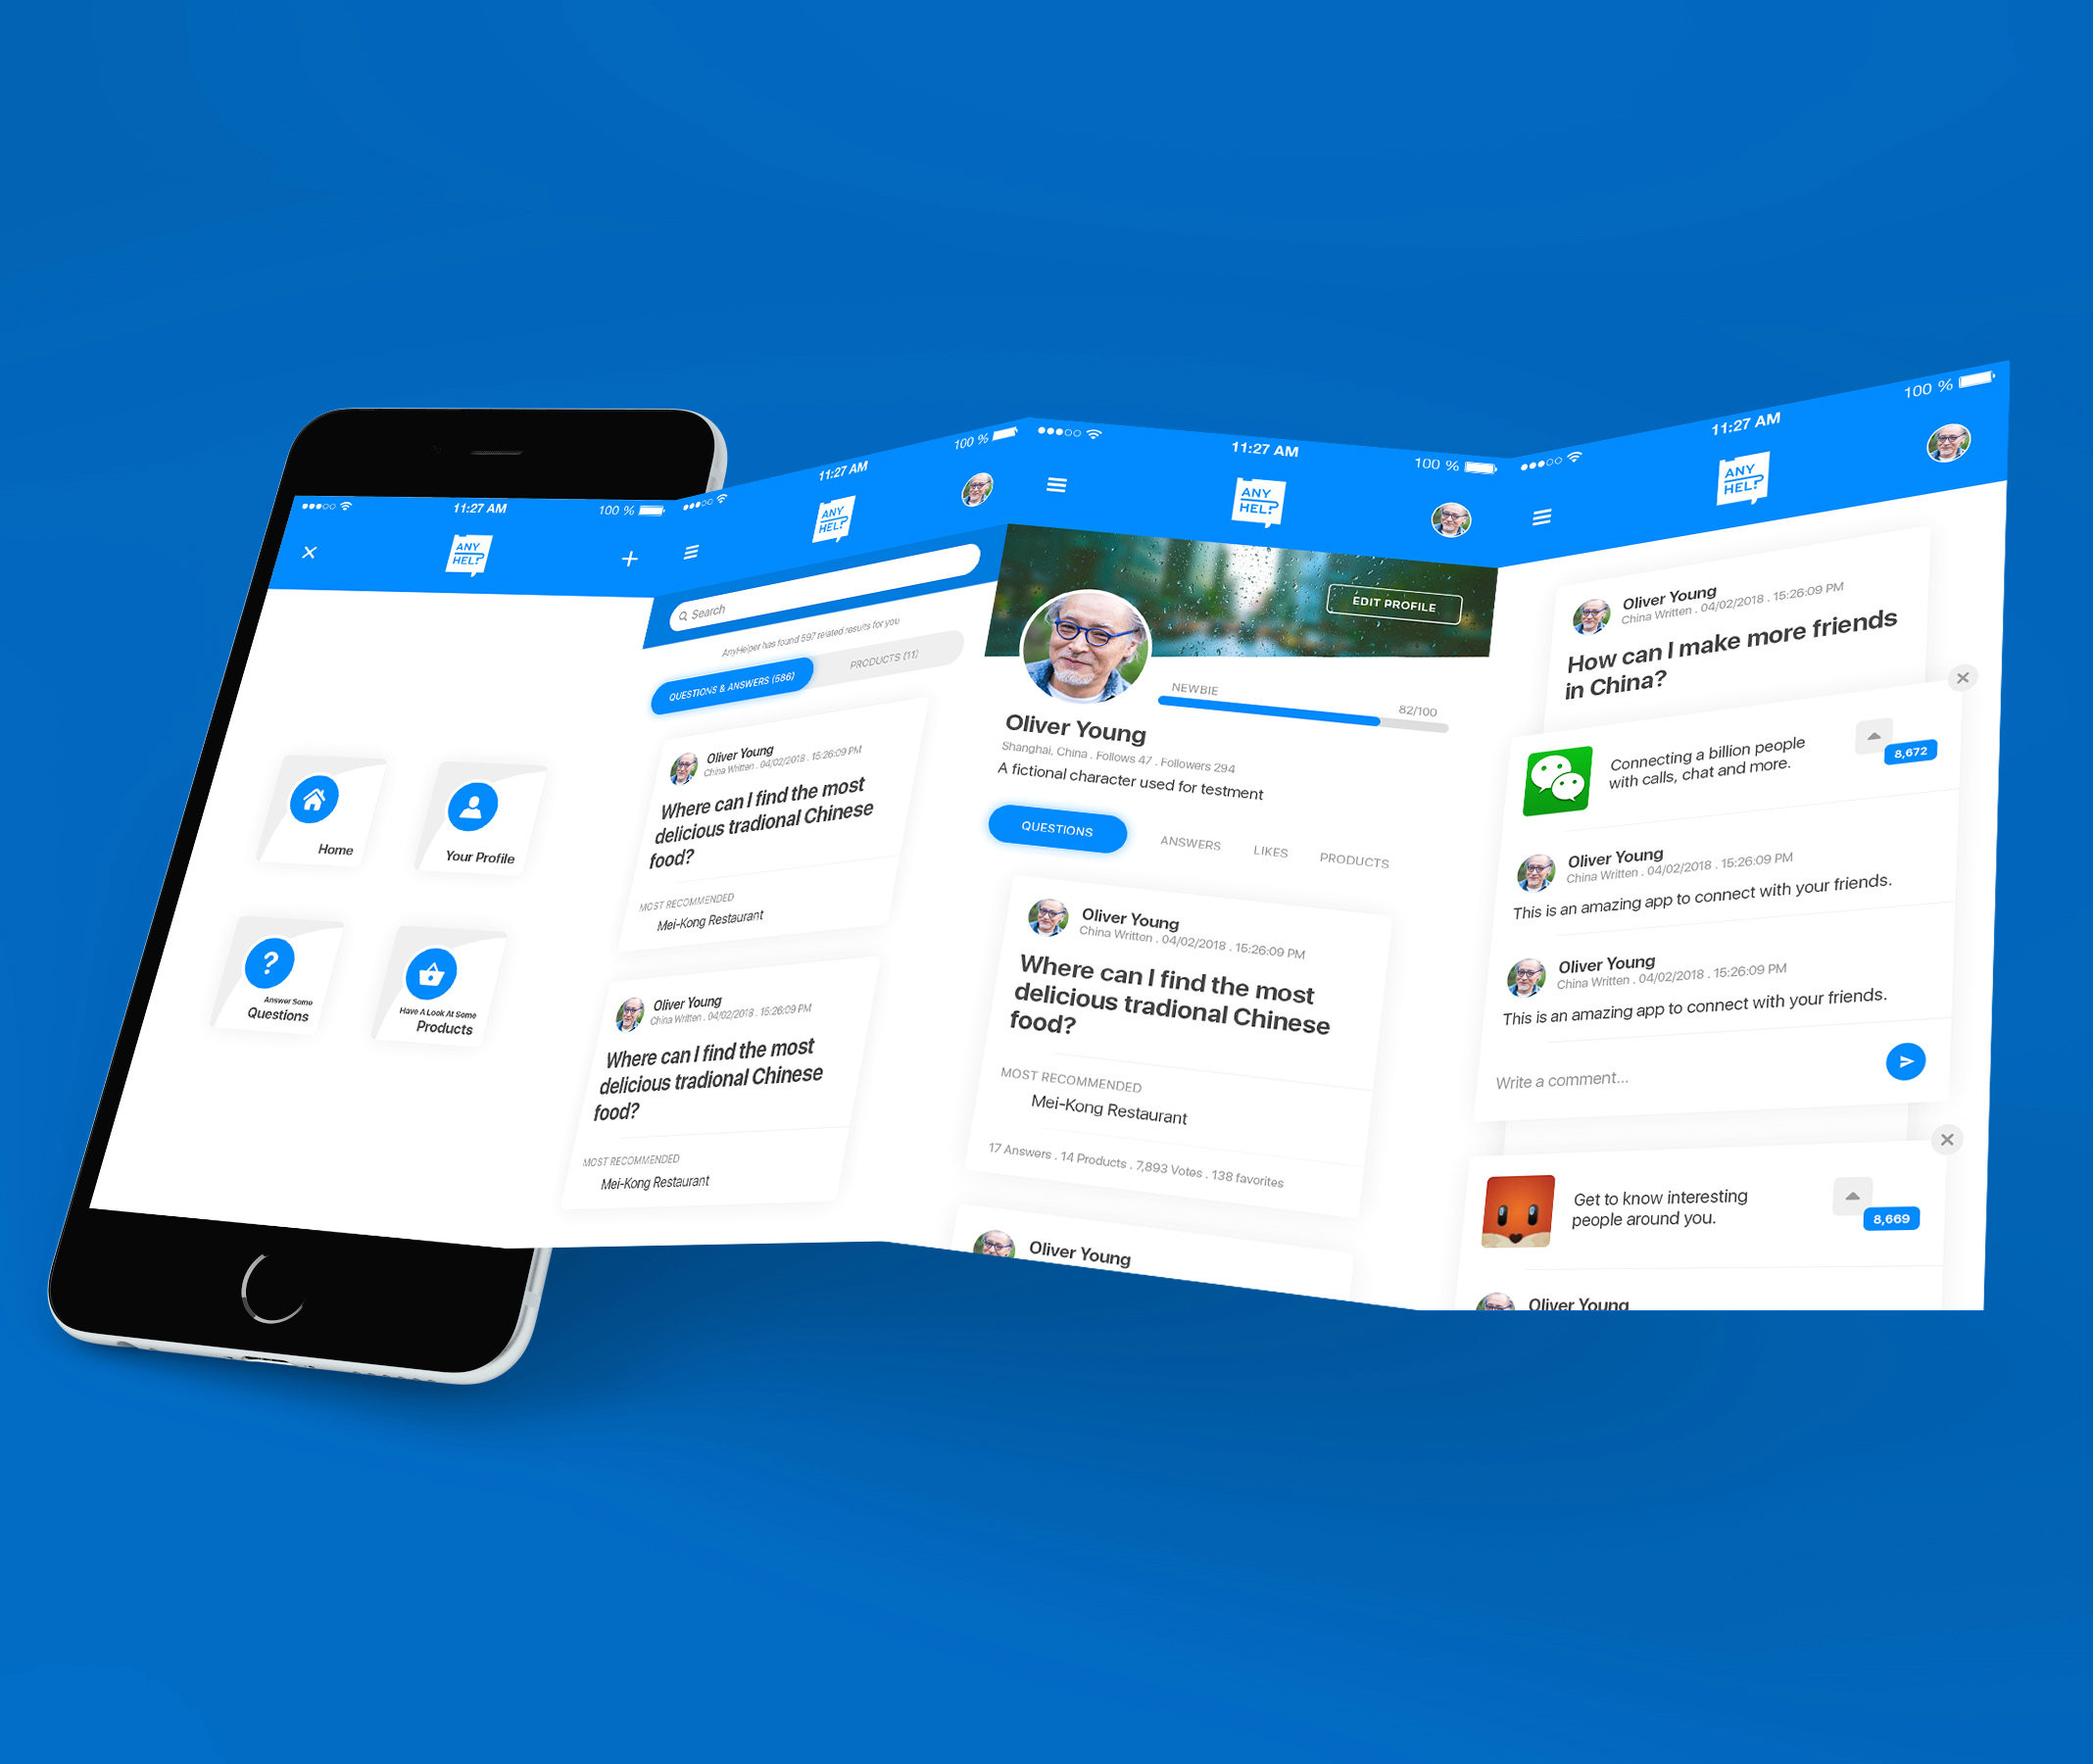 11:27 AM
100 %
ANY
HEL?
Home
Your Profile
Answer Some
Questions
Have A Look At Some
Products
11:27 AM
100 %
ANY
HEL?
Search
AnyHelper has found 597 related results for you
QUESTIONS & ANSWERS (586)
PRODUCTS (11)
Oliver Young
China Written . 04/02/2018 . 15:26:09 PM
Where can I find the most
delicious tradional Chinese
food?
MOST RECOMMENDED
Mei-Kong Restaurant
Oliver Young
China Written . 04/02/2018 . 15:26:09 PM
Where can I find the most
delicious tradional Chinese
food?
MOST RECOMMENDED
Mei-Kong Restaurant
11:27 AM
100 %
ANY
HEL?
EDIT PROFILE
NEWBIE
82/100
Oliver Young
Shanghai, China . Follows 47 . Followers 294
A fictional character used for testment
QUESTIONS
ANSWERS
LIKES
PRODUCTS
Oliver Young
China Written . 04/02/2018 . 15:26:09 PM
Where can I find the most
delicious tradional Chinese
food?
MOST RECOMMENDED
Mei-Kong Restaurant
17 Answers . 14 Products . 7,893 Votes . 138 favorites
Oliver Young
11:27 AM
100 %
ANY
HEL?
Oliver Young
China Written . 04/02/2018 . 15:26:09 PM
How can I make more friends
in China?
Connecting a billion people
with calls, chat and more.
8,672
Oliver Young
China Written . 04/02/2018 . 15:26:09 PM
This is an amazing app to connect with your friends.
Oliver Young
China Written . 04/02/2018 . 15:26:09 PM
This is an amazing app to connect with your friends.
Write a comment...
Get to know interesting
people around you.
8,669
Oliver Young